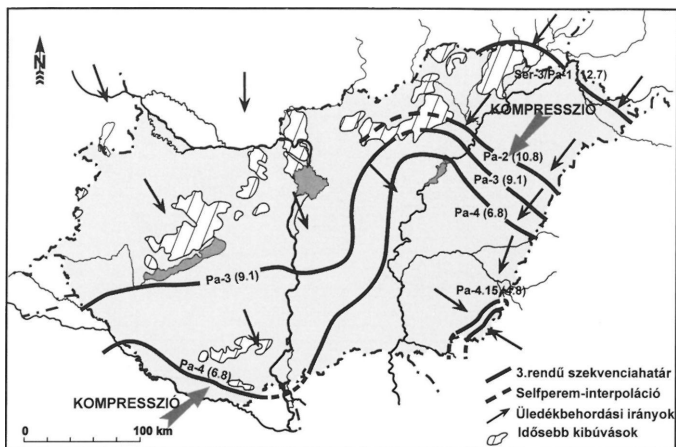 N
Ser-3/Pa-1 (12.7)
KOMPRESSZIÓ
Pa-2 (10.8)
Pa-3 (9.1)
Pa-4 (6.8)
Pa-3 (9.1)
Pa-4.15 (4.8)
Pa-4 (6.8)
KOMPRESSZIÓ
0 100 km
3.rendű szekvenciahatár
Selfperem-interpoláció
Üledékbehordási irányok
Idősebb kibúvások